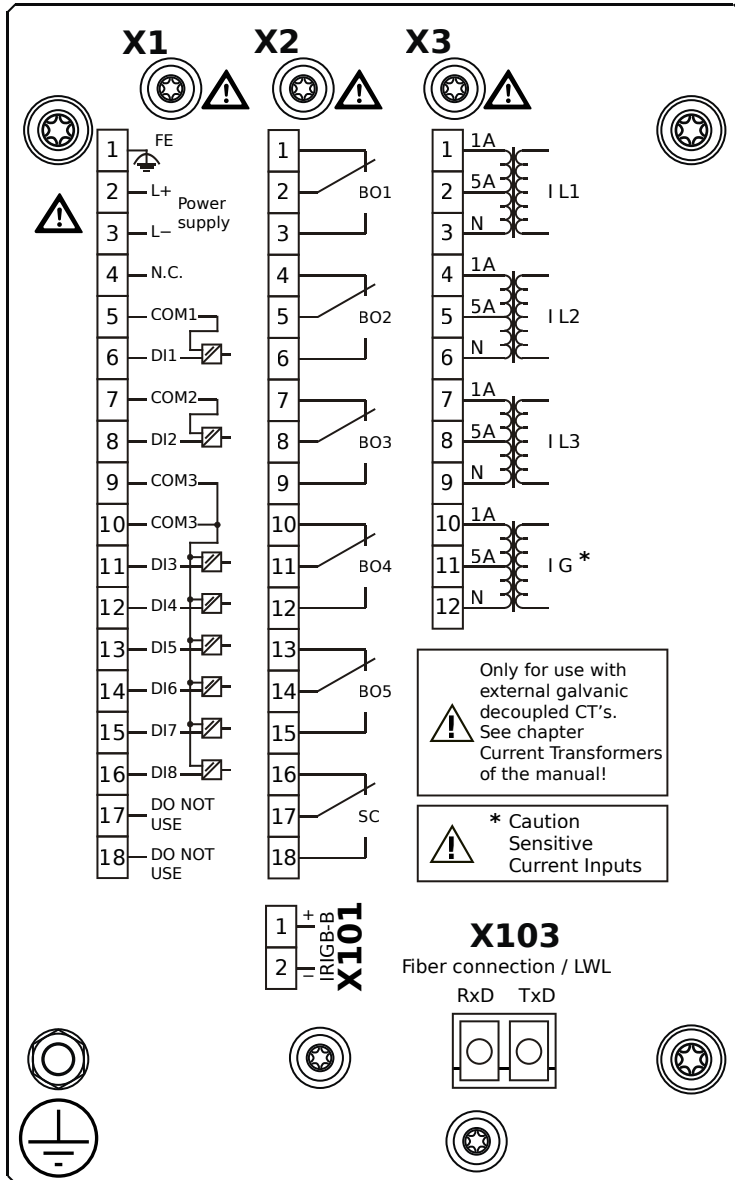 X1
1 FE
2 L+
Power
supply
3 L−
4 N.C.
5 COM1
6 DI1
7 COM2
8 DI2
9 COM3
10 COM3
11 DI3
12 DI4
13 DI5
14 DI6
15 DI7
16 DI8
17 DO NOT
USE
18 DO NOT
USE
X2
1
2 BO1
3
4
5 BO2
6
7
8 BO3
9
10
11 BO4
12
13
14 BO5
15
16
17 SC
18
X3
1 1A
2 5A I L1
3 N
4 1A
5 5A I L2
6 N
7 1A
8 5A I L3
9 N
10 1A
11 5A I G *
12 N
Only for use with
external galvanic
decoupled CT's.
See chapter
Current Transformers
of the manual!
* Caution
Sensitive
Current Inputs
1 +
2 −
IRIGB-B
X101
X103
Fiber connection / LWL
RxD TxD